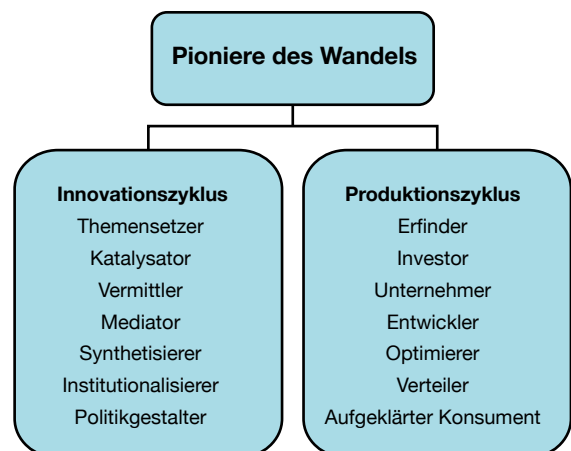 Pioniere des Wandels
Innovationszyklus
Themensetzer
Katalysator
Vermittler
Mediator
Synthetisierer
Institutionalisierer
Politikgestalter
Produktionszyklus
Erfinder
Investor
Unternehmer
Entwickler
Optimierer
Verteiler
Aufgeklärter Konsument